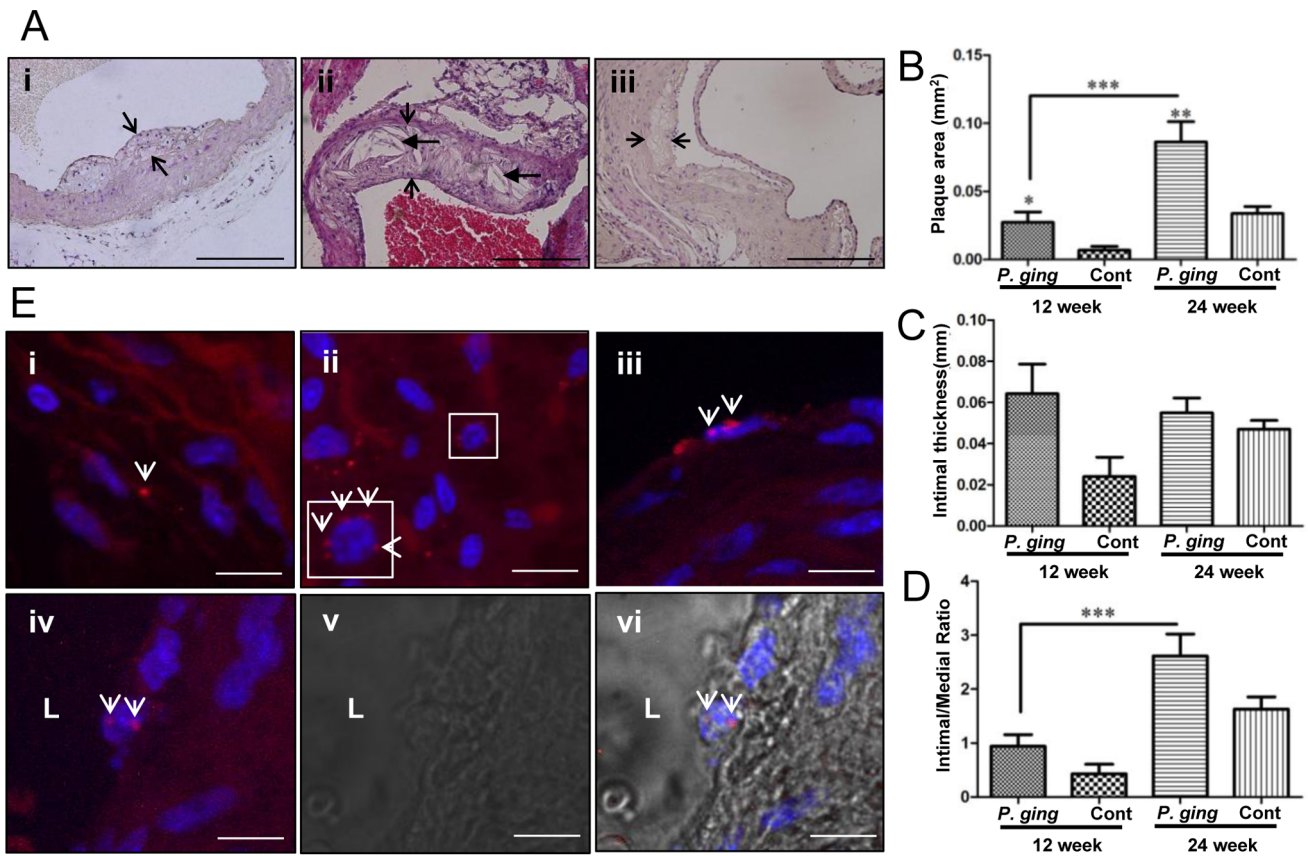 A
i
ii
iii
B
Plaque area (mm²)
0.15
0.10
0.05
0.00
***
**
*
P. ging
Cont
P. ging
Cont
12 week
24 week
E
i
ii
iii
iv
L
v
L
vi
L
C
Intimal thickness(mm)
0.10
0.08
0.06
0.04
0.02
0.00
P. ging
Cont
P. ging
Cont
12 week
24 week
D
Intimal/Medial Ratio
4
3
2
1
0
***
P. ging
Cont
P. ging
Cont
12 week
24 week